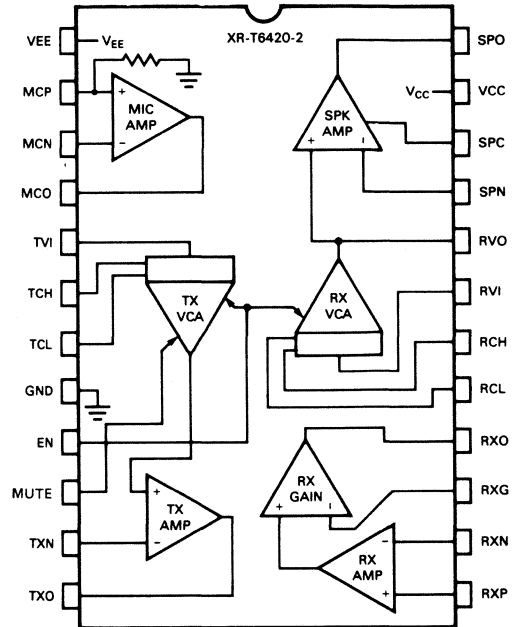 XR-T6420-2
VEE
VEE
SPO
MCP
VCC
VCC
+
MIC
AMP
SPK
AMP
MCN
−
+
−
SPC
MCO
SPN
TVI
RVO
TCH
TX
VCA
RX
VCA
RVI
TCL
RCH
GND
RCL
EN
RXO
MUTE
+
RX
GAIN
RXG
+
−
TXN
TX
AMP
−
−
RXN
RX
AMP
TXO
+
RXP